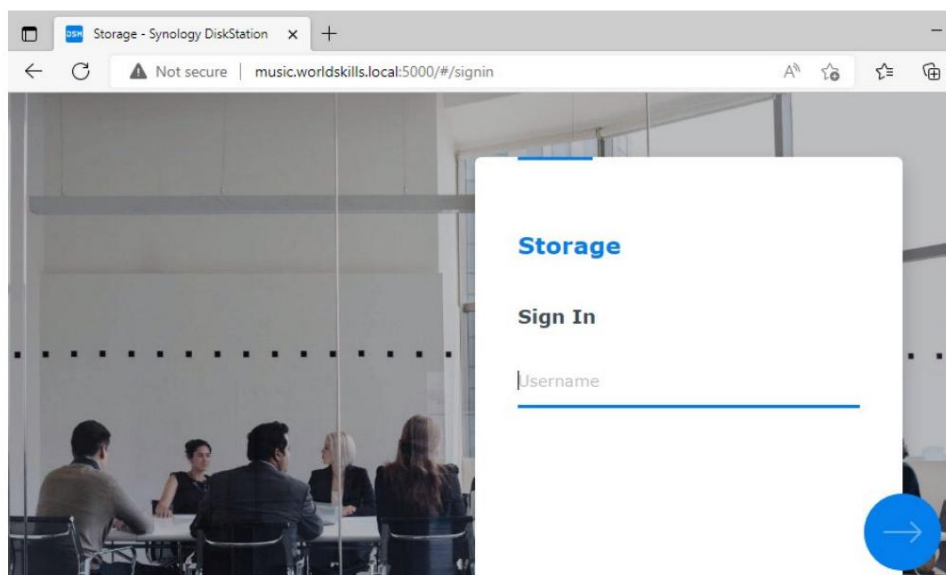 DSM Storage - Synology DiskStation
Not secure music.worldskills.local:5000/#/signin
Storage
Sign In
Username